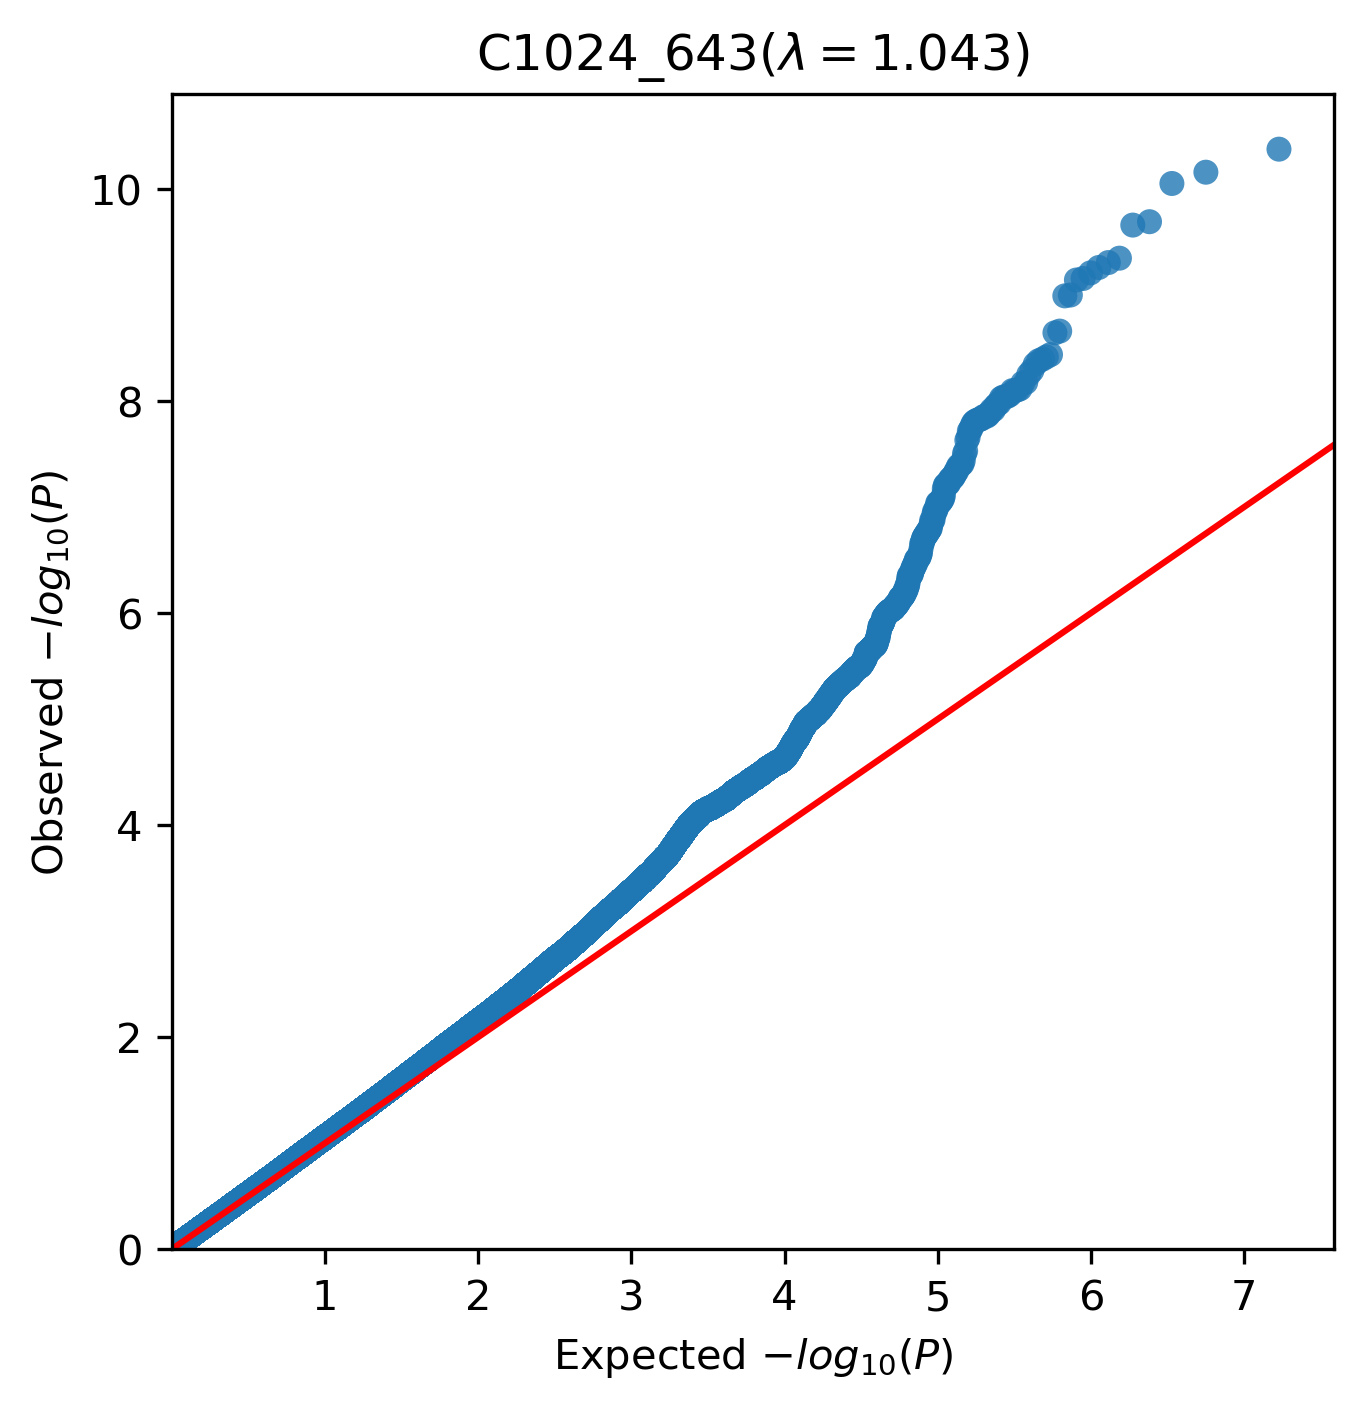 C1024_643(λ = 1.043)
10
8
6
4
2
0
Observed −log₁₀(P)
1 2 3 4 5 6 7
Expected −log₁₀(P)